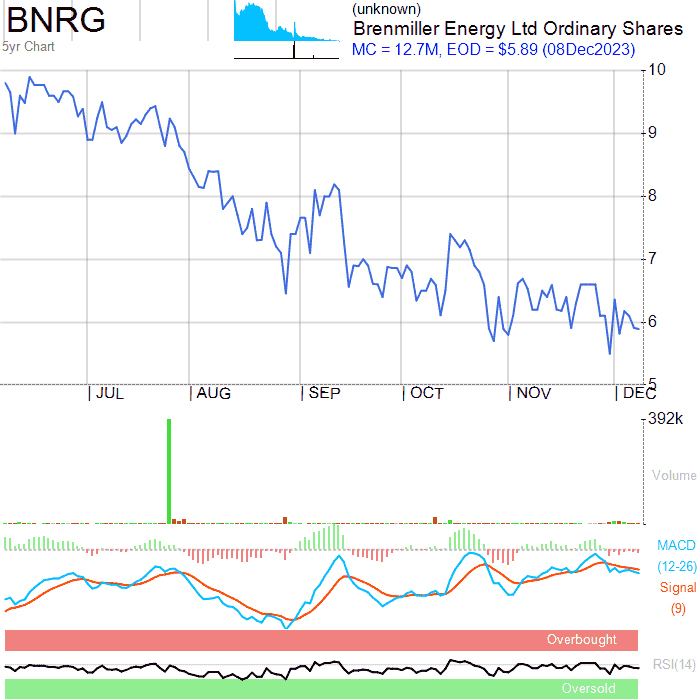 BNRG
5yr Chart
(unknown)
Brenmiller Energy Ltd Ordinary Shares
MC = 12.7M, EOD = $5.89 (08Dec2023)
10
9
8
7
6
5
JUL AUG SEP OCT NOV DEC
392k
Volume
MACD
(12-26)
Signal
(9)
Overbought
RSI(14)
Oversold